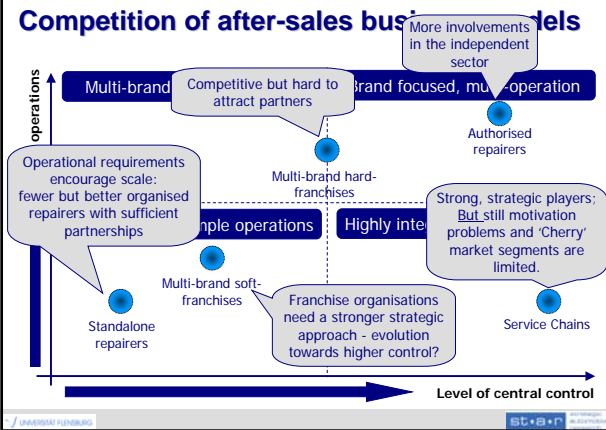 Competition of after-sales busi dels
More involvements
in the independent
sector
operations
Multi-brand
Competitive but hard to
attract partners
Brand focused, mu operation
Authorised
repairers
Operational requirements
encourage scale:
fewer but better organised
repairers with sufficient
partnerships
Multi-brand hard-
franchises
Strong, strategic players;
But still motivation
problems and 'Cherry'
market segments are
limited.
mple operations
Highly inte
Multi-brand soft-
franchises
Franchise organisations
need a stronger strategic
approach - evolution
towards higher control?
Standalone
repairers
Service Chains
Level of central control
UNIVERSITÄT FLENSBURG
st•a•r
strategic
automotive
research